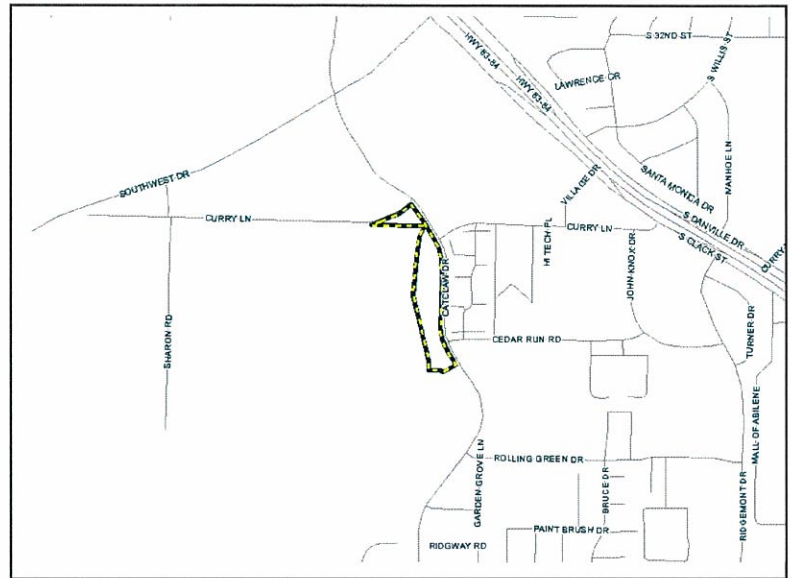 S 32ND ST
HWY 83-84
HWY 83-84
S WILLIS ST
LAWRENCE CR
SOUTHWEST DR
SANTA MONICA DR
VILLAGE DR
S DANVILLE DR
S CLACK ST
CURRY LN
CATCLAW DR
HI TECH PL
CURRY LN
JOHN KNOX DR
SHARON RD
CEDAR RUN RD
TURNER DR
MALL OF ABILENE
GARDEN GROVE LN
ROLLING GREEN DR
BRUCE DR
RIDGEMONT DR
PAINT BRUSH DR
RIDGWAY RD